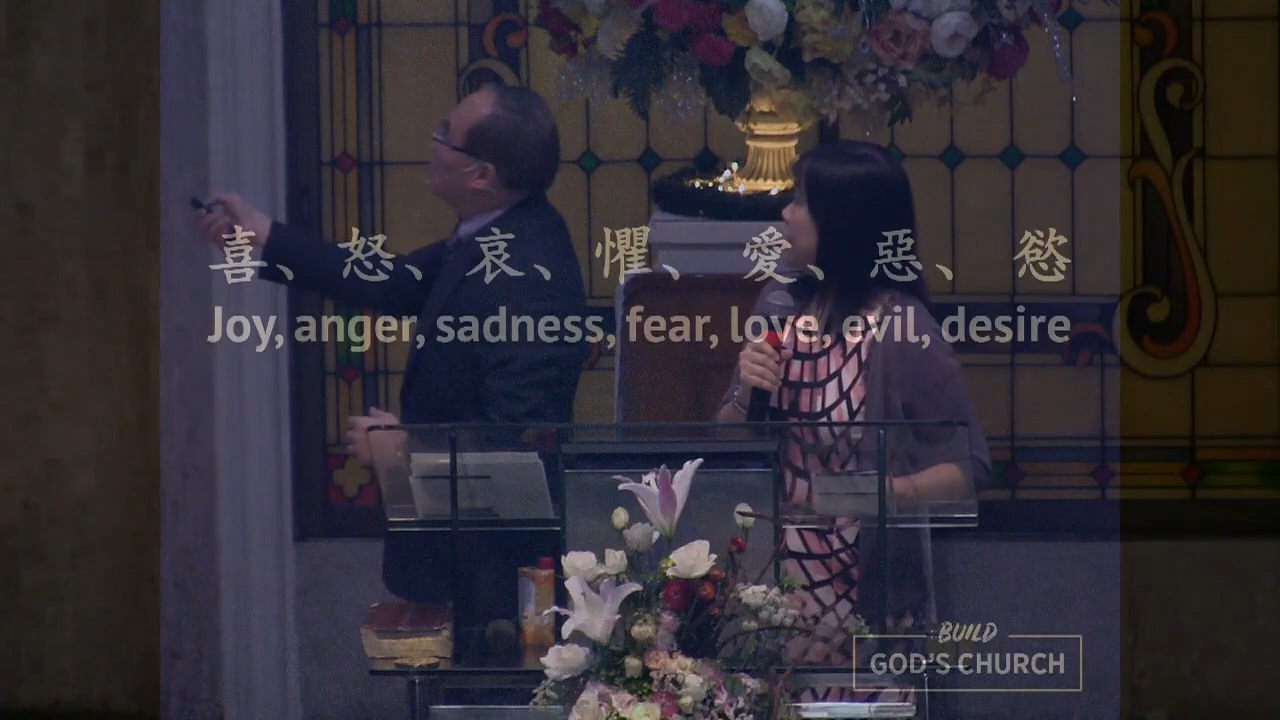 喜、怒、哀、懼、愛、惡、慾
Joy, anger, sadness, fear, love, evil, desire
BUILD
GOD'S CHURCH